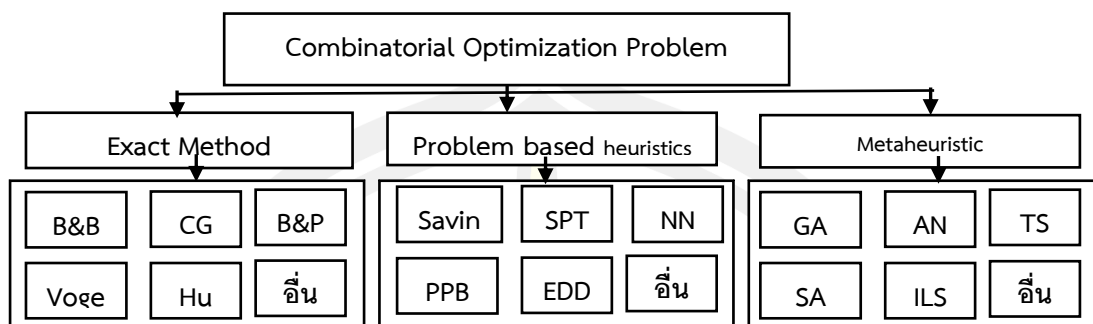 Combinatorial Optimization Problem
Exact Method
Problem based heuristics
Metaheuristic
B&B
CG
B&P
Savin
SPT
NN
GA
AN
TS
Voge
Hu
อื่น
PPB
EDD
อื่น
SA
ILS
อื่น